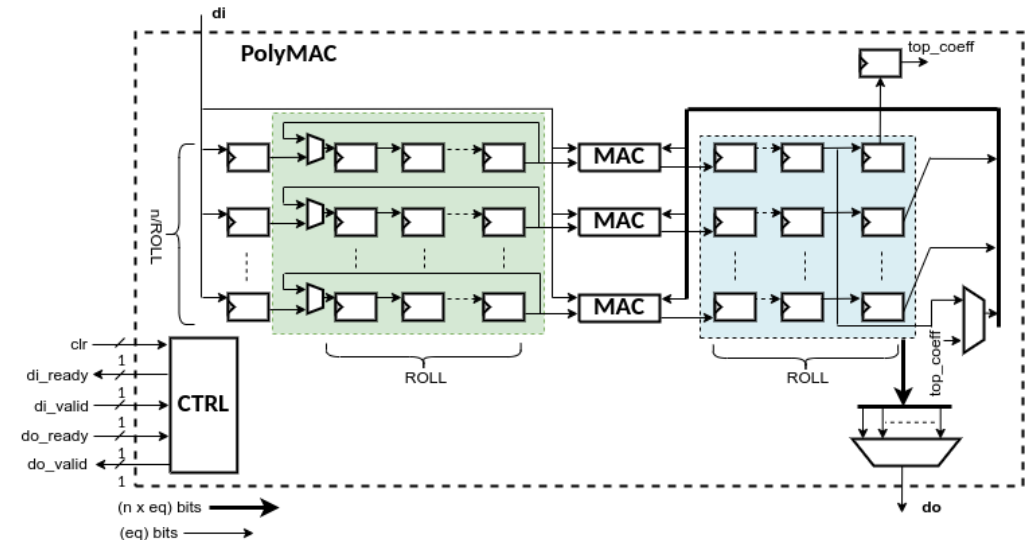 di
PolyMAC
top_coeff
MAC
MAC
MAC
n/ROLL
ROLL
ROLL
top_coeff
CTRL
clr
1
di_ready
1
di_valid
1
do_ready
1
do_valid
1
do
(n x eq) bits
(eq) bits